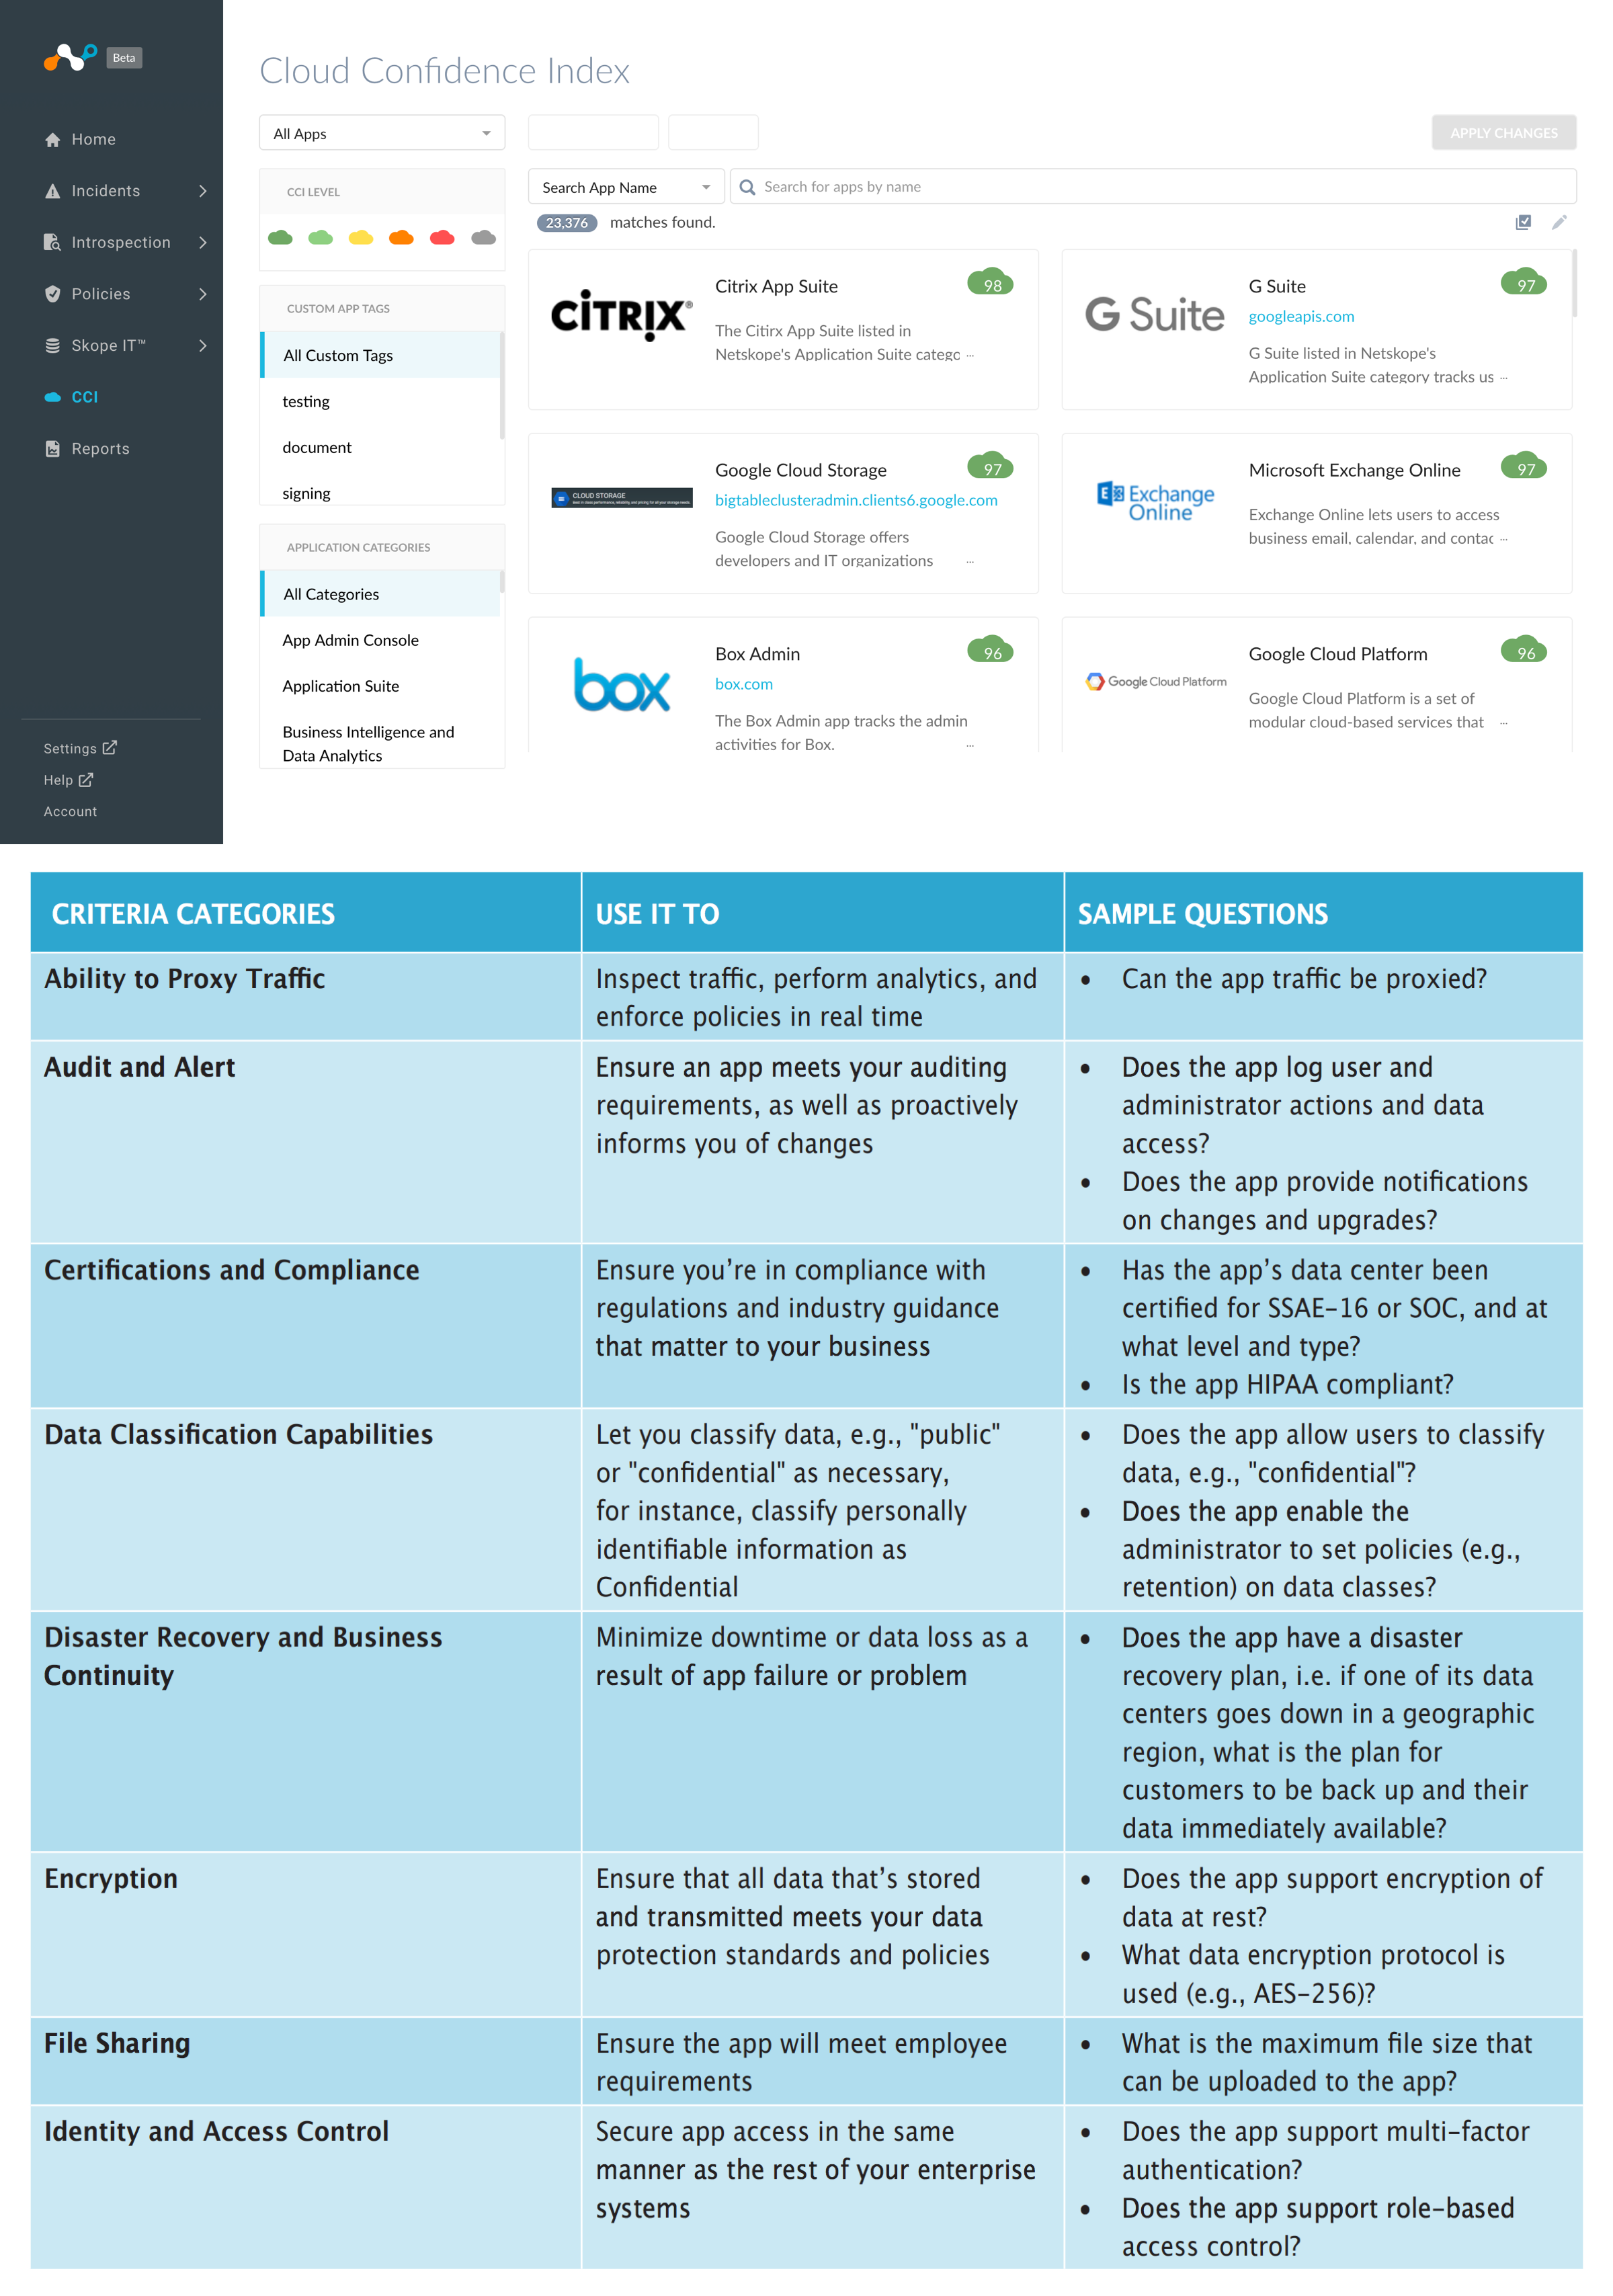 Beta
Home
Incidents
Introspection
Policies
Skope IT™
CCI
Reports
Settings
Help
Account
Cloud Confidence Index
All Apps
APPLY CHANGES
CCI LEVEL
CUSTOM APP TAGS
All Custom Tags
testing
document
signing
APPLICATION CATEGORIES
All Categories
App Admin Console
Application Suite
Business Intelligence and
Data Analytics
Search App Name
Search for apps by name
23,376 matches found.
CİTRIX®
Citrix App Suite
98
The Citirx App Suite listed in
Netskope's Application Suite catego ...
G Suite
G Suite
97
googleapis.com
G Suite listed in Netskope's
Application Suite category tracks us ...
CLOUD STORAGE
Google Cloud Storage
97
bigtableclusteradmin.clients6.google.com
Google Cloud Storage offers
developers and IT organizations ...
Exchange
Online
Microsoft Exchange Online
97
Exchange Online lets users to access
business email, calendar, and contac ...
box
Box Admin
96
box.com
The Box Admin app tracks the admin
activities for Box. ...
Google Cloud Platform
Google Cloud Platform
96
Google Cloud Platform is a set of
modular cloud-based services that ...
CRITERIA CATEGORIES
USE IT TO
SAMPLE QUESTIONS
Ability to Proxy Traffic
Inspect traffic, perform analytics, and
enforce policies in real time
• Can the app traffic be proxied?
Audit and Alert
Ensure an app meets your auditing
requirements, as well as proactively
informs you of changes
• Does the app log user and
administrator actions and data
access?
• Does the app provide notifications
on changes and upgrades?
Certifications and Compliance
Ensure you’re in compliance with
regulations and industry guidance
that matter to your business
• Has the app’s data center been
certified for SSAE-16 or SOC, and at
what level and type?
• Is the app HIPAA compliant?
Data Classification Capabilities
Let you classify data, e.g., "public"
or "confidential" as necessary,
for instance, classify personally
identifiable information as
Confidential
• Does the app allow users to classify
data, e.g., "confidential"?
• Does the app enable the
administrator to set policies (e.g.,
retention) on data classes?
Disaster Recovery and Business
Continuity
Minimize downtime or data loss as a
result of app failure or problem
• Does the app have a disaster
recovery plan, i.e. if one of its data
centers goes down in a geographic
region, what is the plan for
customers to be back up and their
data immediately available?
Encryption
Ensure that all data that’s stored
and transmitted meets your data
protection standards and policies
• Does the app support encryption of
data at rest?
• What data encryption protocol is
used (e.g., AES-256)?
File Sharing
Ensure the app will meet employee
requirements
• What is the maximum file size that
can be uploaded to the app?
Identity and Access Control
Secure app access in the same
manner as the rest of your enterprise
systems
• Does the app support multi-factor
authentication?
• Does the app support role-based
access control?